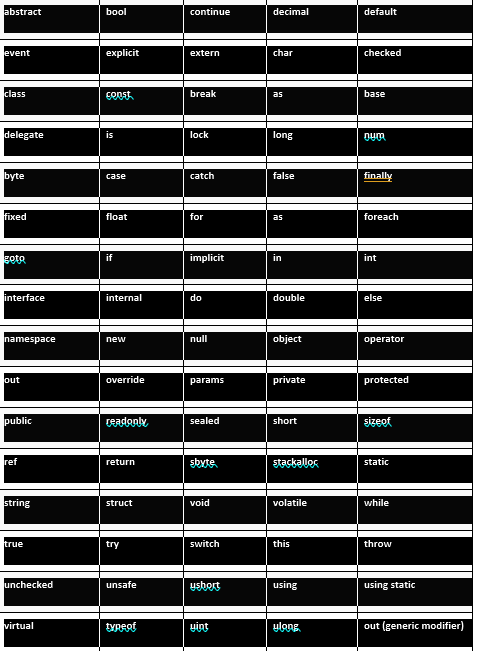 abstract bool continue decimal default
event explicit extern char checked
class const break as base
delegate is lock long num
byte case catch false finally
fixed float for as foreach
goto if implicit in int
interface internal do double else
namespace new null object operator
out override params private protected
public readonly sealed short sizeof
ref return sbyte stackalloc static
string struct void volatile while
true try switch this throw
unchecked unsafe ushort using using static
virtual typeof uint ulong out (generic modifier)